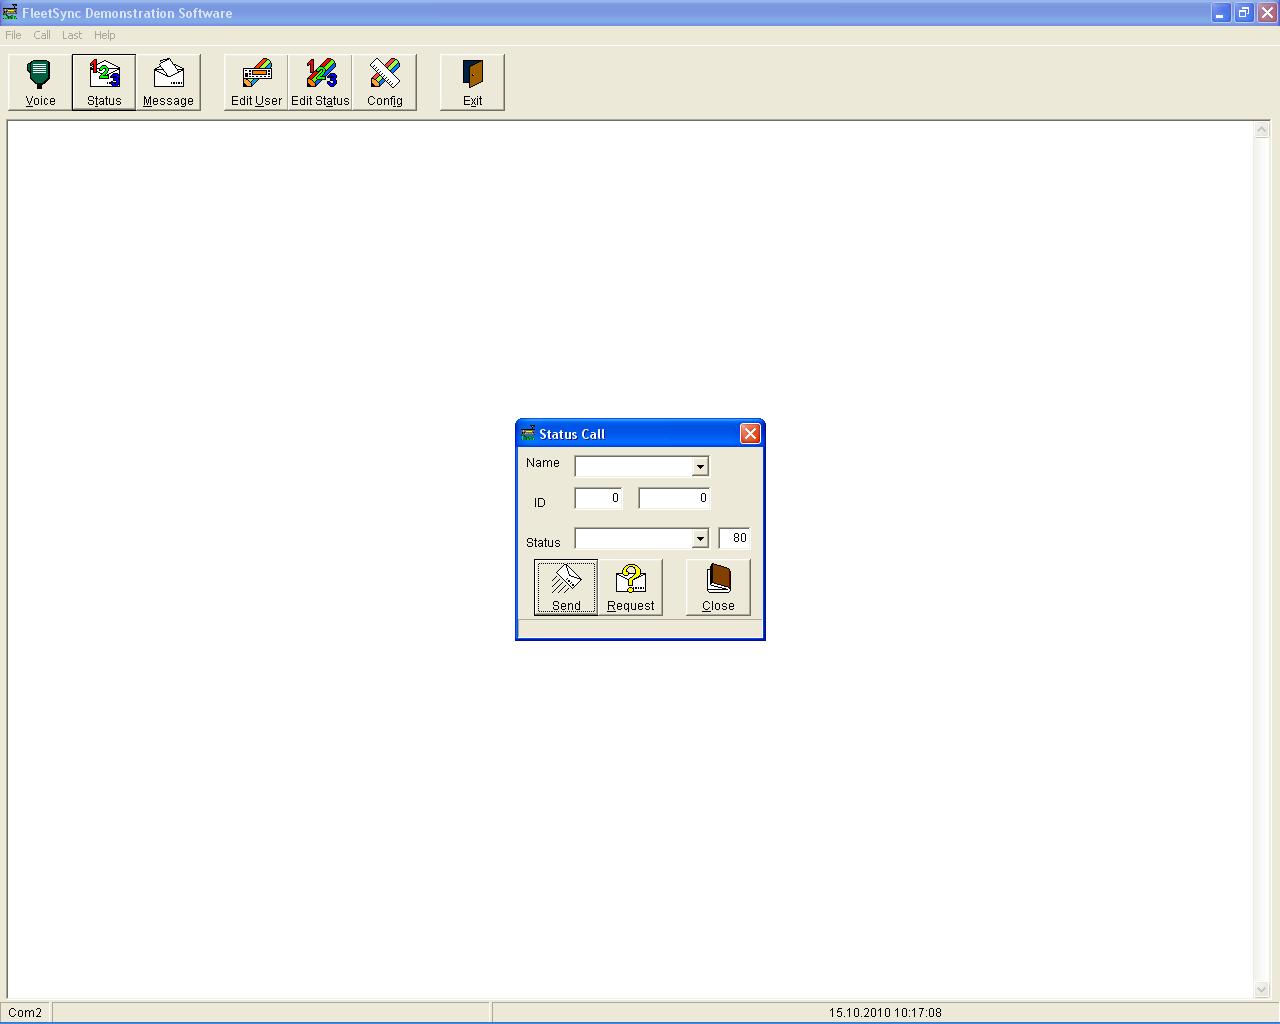 FleetSync Demonstration Software
File Call Last Help
Voice Status Message Edit User Edit Status Config Exit
Status Call
Name
ID 0 0
Status 80
Send Request Close
Com2 15.10.2010 10:17:08